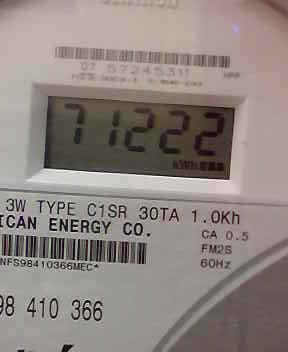 07 57245311
71222
kWh
3W TYPE C1SR 30TA 1.0Kh
ICAN ENERGY CO.
CA 0.5
FM2S
60Hz
NFS98410366MEC*
98 410 366